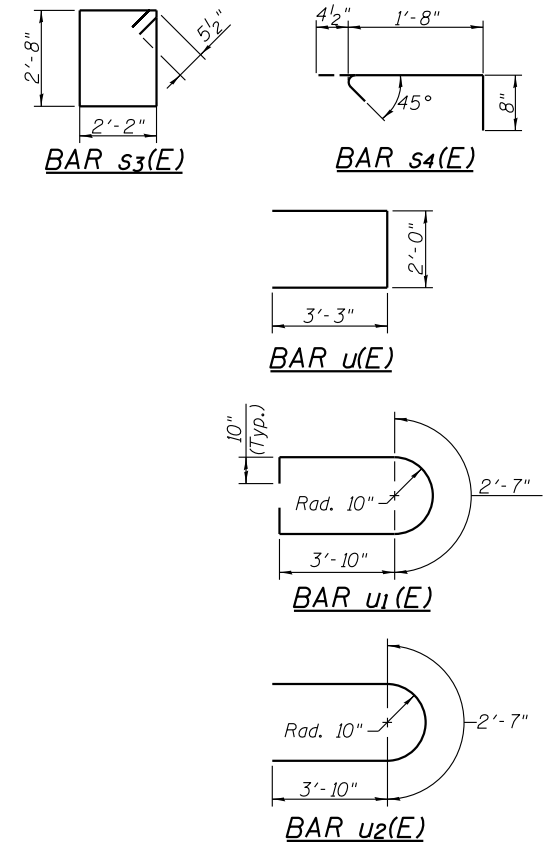 2'-8"
5½"
2'-2"
BAR s3(E)
4½"
1'-8"
45°
8"
BAR s4(E)
2'-0"
3'-3"
BAR u(E)
10"
(Typ.)
Rad. 10"
2'-7"
3'-10"
BAR u1(E)
Rad. 10"
2'-7"
3'-10"
BAR u2(E)